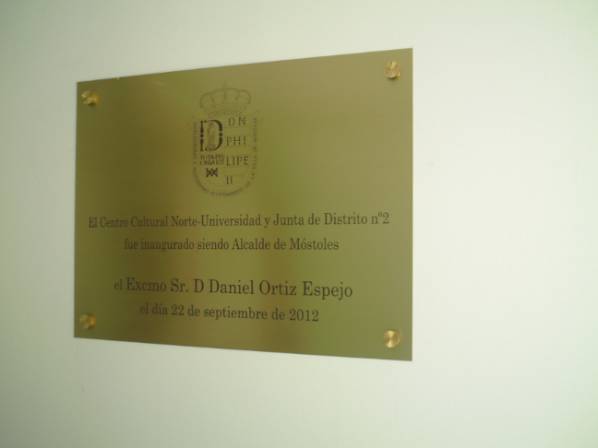 D
ON
PHI
LIPE
II
El Centro Cultural Norte-Universidad y Junta de Distrito nº2
fue inaugurado siendo Alcalde de Móstoles
el Excmo Sr. D Daniel Ortiz Espejo
el día 22 de septiembre de 2012